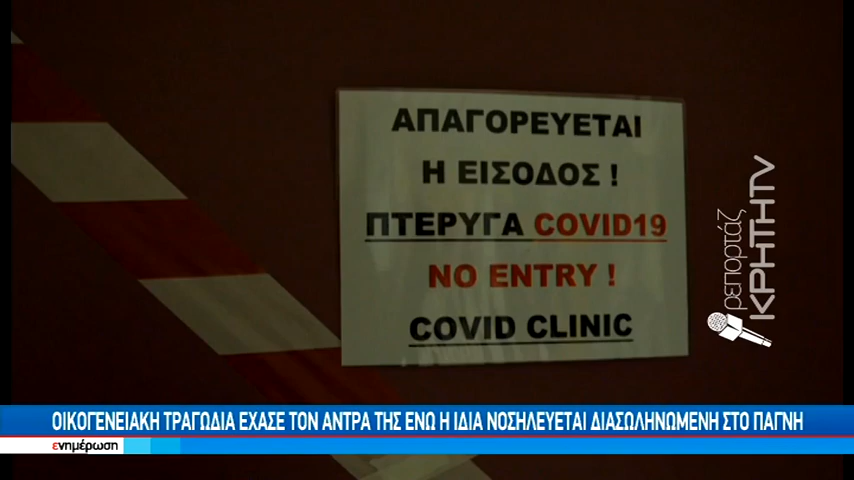 ΑΠΑΓΟΡΕΥΕΤΑΙ
Η ΕΙΣΟΔΟΣ !
ΠΤΕΡΥΓΑ COVID19
NO ENTRY !
COVID CLINIC
ρεπορτάζ
ΚΡΗΤΗTV
ΟΙΚΟΓΕΝΕΙΑΚΗ ΤΡΑΓΩΔΙΑ ΕΧΑΣΕ ΤΟΝ ΑΝΤΡΑ ΤΗΣ ΕΝΩ Η ΙΔΙΑ ΝΟΣΗΛΕΥΕΤΑΙ ΔΙΑΣΩΛΗΝΩΜΕΝΗ ΣΤΟ ΠΑΓΝΗ
ενημέρωση